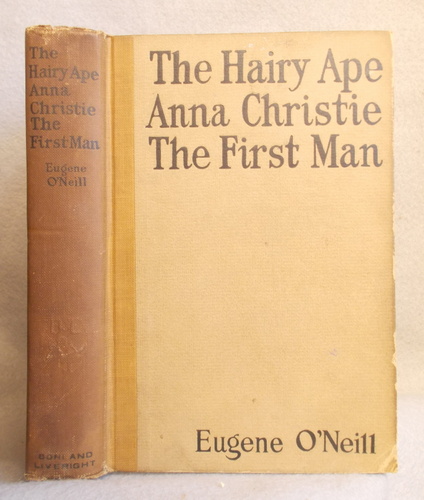 The
Hairy Ape
Anna
Christie
The
First Man
Eugene
O'Neill
BONI AND
LIVERIGHT
The Hairy Ape
Anna Christie
The First Man
Eugene O'Neill